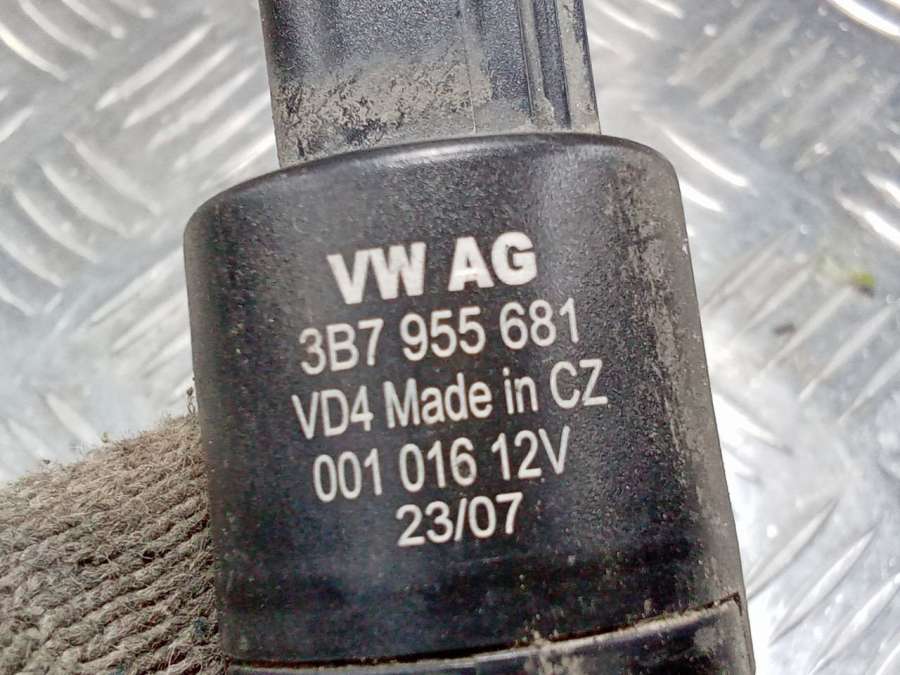 VW AG
3B7 955 681
VD4 Made in CZ
001 016 12V
23/07